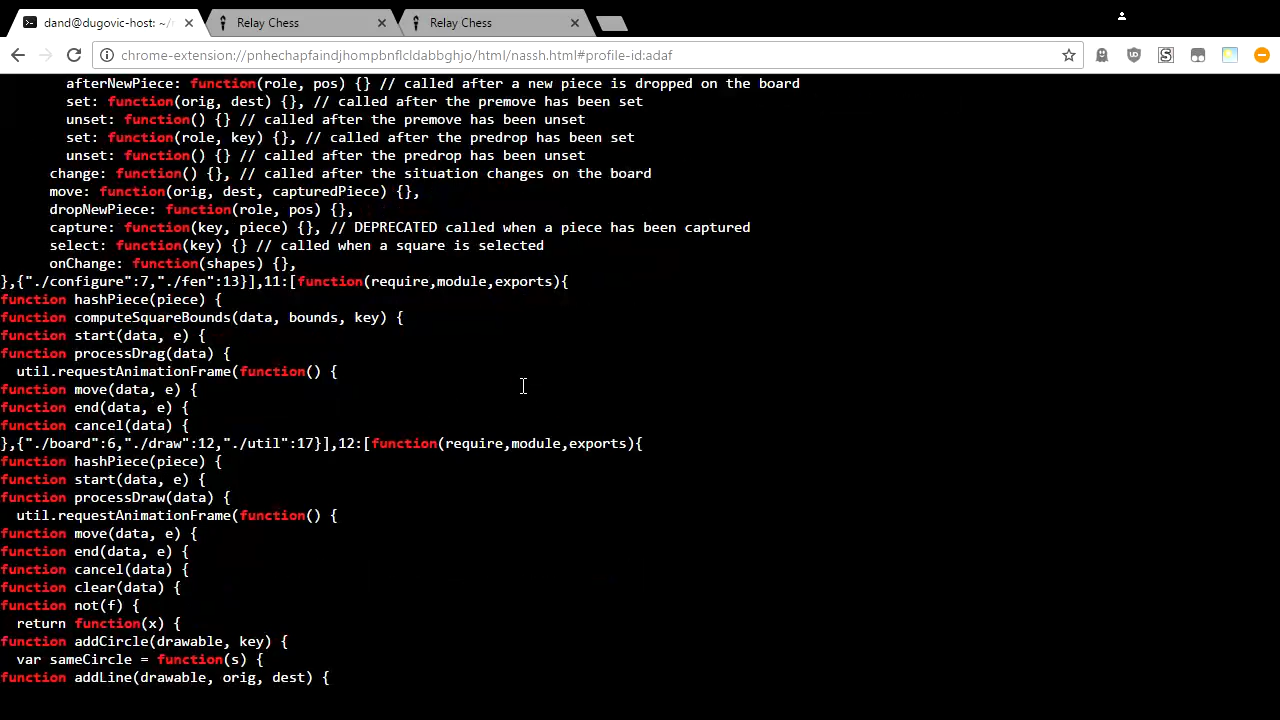 dand@dugovic-host: ~/
Relay Chess
Relay Chess
chrome-extension://pnhechapfaindjhompbnflcldabbghjo/html/nassh.html#profile-id:adaf
afterNewPiece: function(role, pos) {} // called after a new piece is dropped on the board
set: function(orig, dest) {}, // called after the premove has been set
unset: function() {} // called after the premove has been unset
set: function(role, key) {}, // called after the predrop has been set
unset: function() {} // called after the predrop has been unset
change: function() {}, // called after the situation changes on the board
move: function(orig, dest, capturedPiece) {},
dropNewPiece: function(role, pos) {},
capture: function(key, piece) {}, // DEPRECATED called when a piece has been captured
select: function(key) {} // called when a square is selected
onChange: function(shapes) {},
},{"./configure":7,"./fen":13}],11:[function(require,module,exports){
function hashPiece(piece) {
function computeSquareBounds(data, bounds, key) {
function start(data, e) {
function processDrag(data) {
util.requestAnimationFrame(function() {
function move(data, e) {
function end(data, e) {
function cancel(data) {
},{"./board":6,"./draw":12,"./util":17}],12:[function(require,module,exports){
function hashPiece(piece) {
function start(data, e) {
function processDraw(data) {
util.requestAnimationFrame(function() {
function move(data, e) {
function end(data, e) {
function cancel(data) {
function clear(data) {
function not(f) {
return function(x) {
function addCircle(drawable, key) {
var sameCircle = function(s) {
function addLine(drawable, orig, dest) {